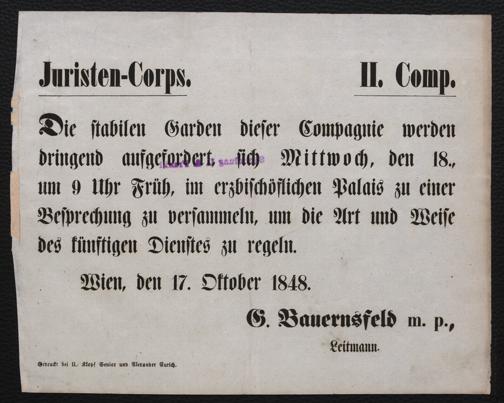 Juristen-Corps. II. Comp.
Die stabilen Garden dieser Compagnie werden
dringend aufgefordert, sich Mittwoch, den 18.,
um 9 Uhr Früh, im erzbischöflichen Palais zu einer
Besprechung zu versammeln, um die Art und Weise
des künftigen Dienstes zu regeln.
Wien, den 17. Oktober 1848.
G. Bauernsfeld m. p.,
Leitmann.
Gedruckt bei U. Klopf Senior und Alexander Eurich.